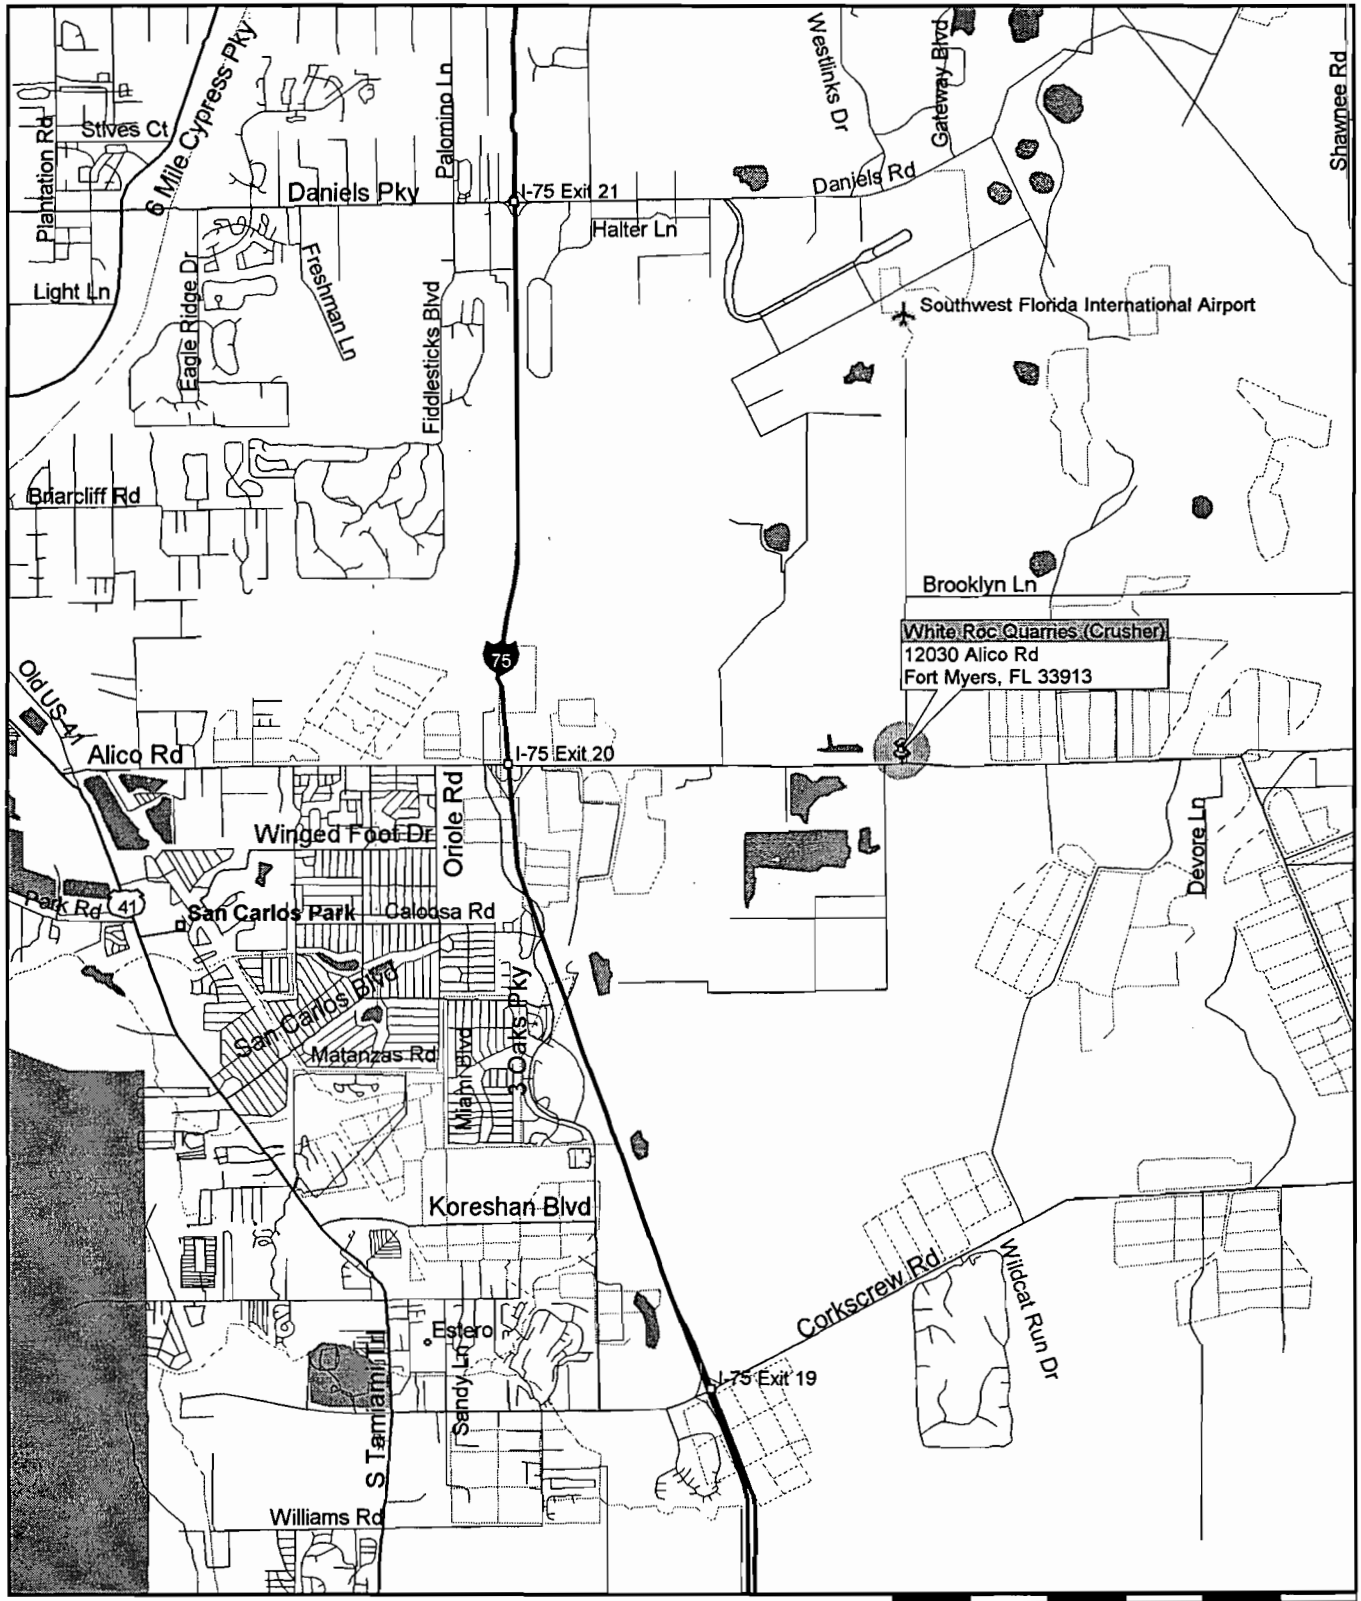 Westlinks Dr
Gateway Blvd
Shawnee Rd
6 Mile Cypress Pky
Palomino Ln
Plantation Rd
Stives Ct
Daniels Pky
I-75 Exit 21
Daniels Rd
Halter Ln
Light Ln
Eagle Ridge Dr
Freshman Ln
Fiddlesticks Blvd
Southwest Florida International Airport
Briarcliff Rd
Brooklyn Ln
White Roc Quarries (Crusher)
12030 Alico Rd
Fort Myers, FL 33913
75
Old US 41
Alico Rd
I-75 Exit 20
Oriole Rd
Winged Foot Dr
Devore Ln
Park Rd
41
San Carlos Park
Caloosa Rd
San Carlos Blvd
3 Oaks Pky
Matanzas Rd
Miami Blvd
Koreshan Blvd
Corkscrew Rd
Wildcat Run Dr
Estero
Sandy Ln
S Tamiami Trl
I-75 Exit 19
Williams Rd